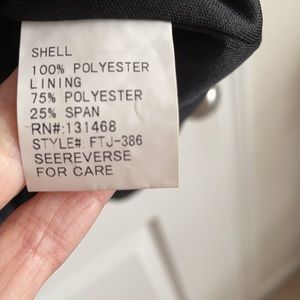 SHELL
100% POLYESTER
LINING
75% POLYESTER
25% SPAN
RN#:131468
STYLE# FTJ-386
SEEREVERSE
FOR CARE